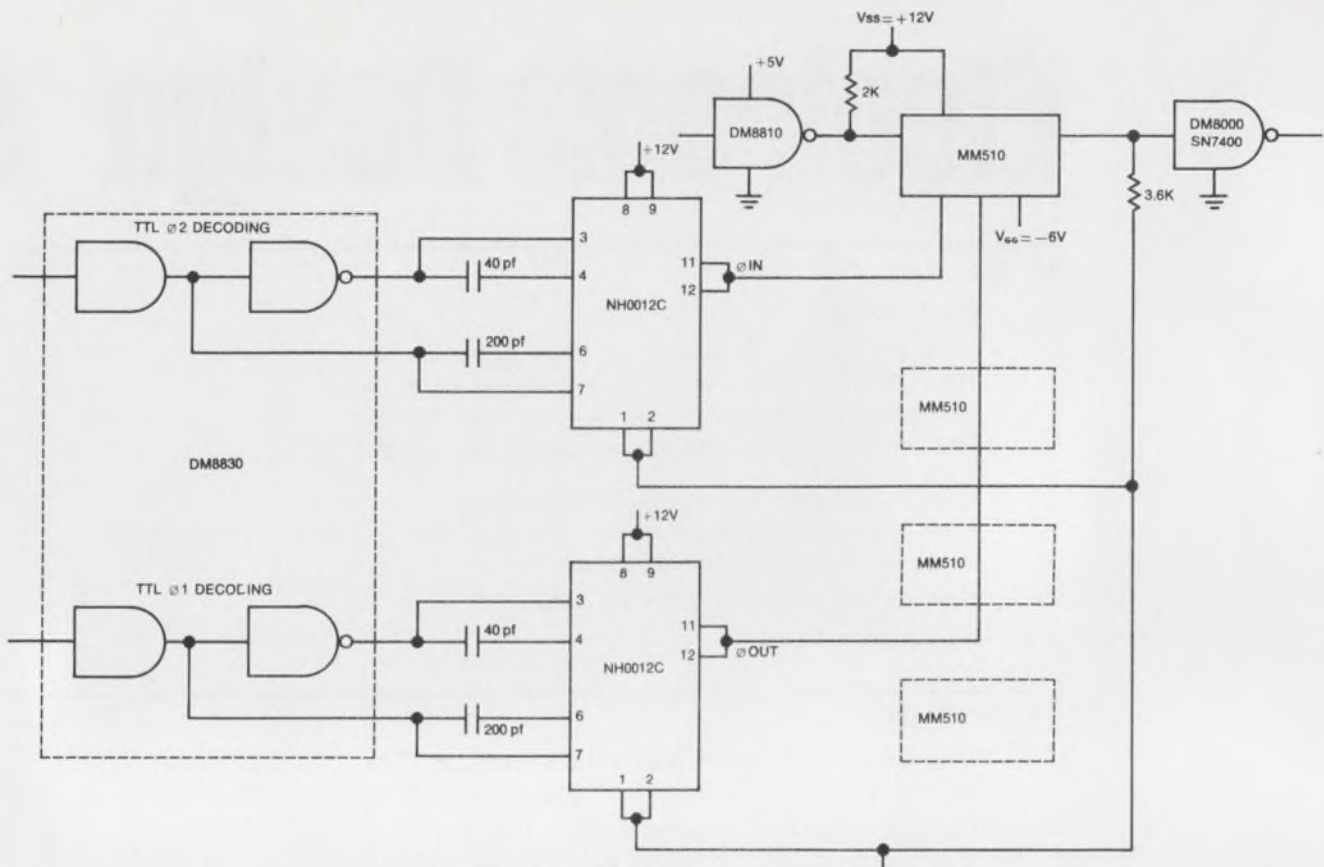 Vss=+12V
+5V
2K
DM8810
MM510
DM8000
SN7400
3.6K
VGG=−6V
+12V
8 9
TTL ø2 DECODING
3
40 pf
4
11
ø IN
12
NH0012C
200 pf
6
7
1 2
MM510
DM8830
+12V
8 9
MM510
TTL ø1 DECODING
3
40 pf
4
11
12
ø OUT
NH0012C
200 pf
6
7
1 2
MM510